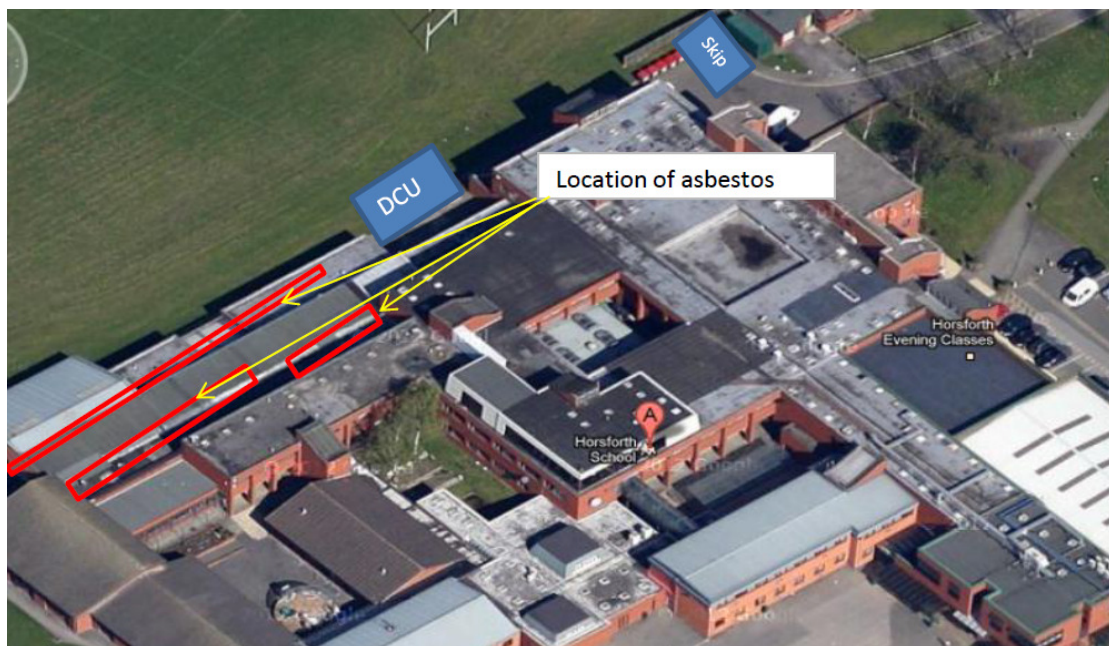 Skip
Location of asbestos
DCU
Horsforth
Evening Classes
A
Horsforth
School